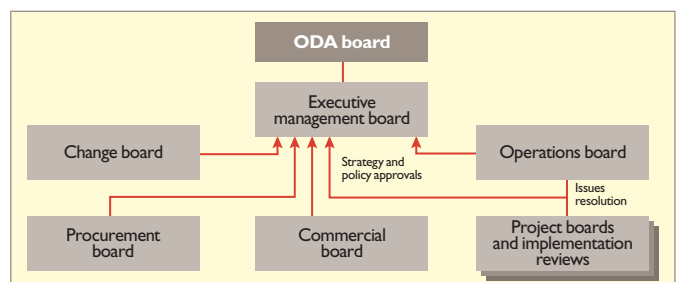 ODA board
Executive
management board
Change board
Strategy and
policy approvals
Operations board
Issues
resolution
Procurement
board
Commercial
board
Project boards
and implementation
reviews